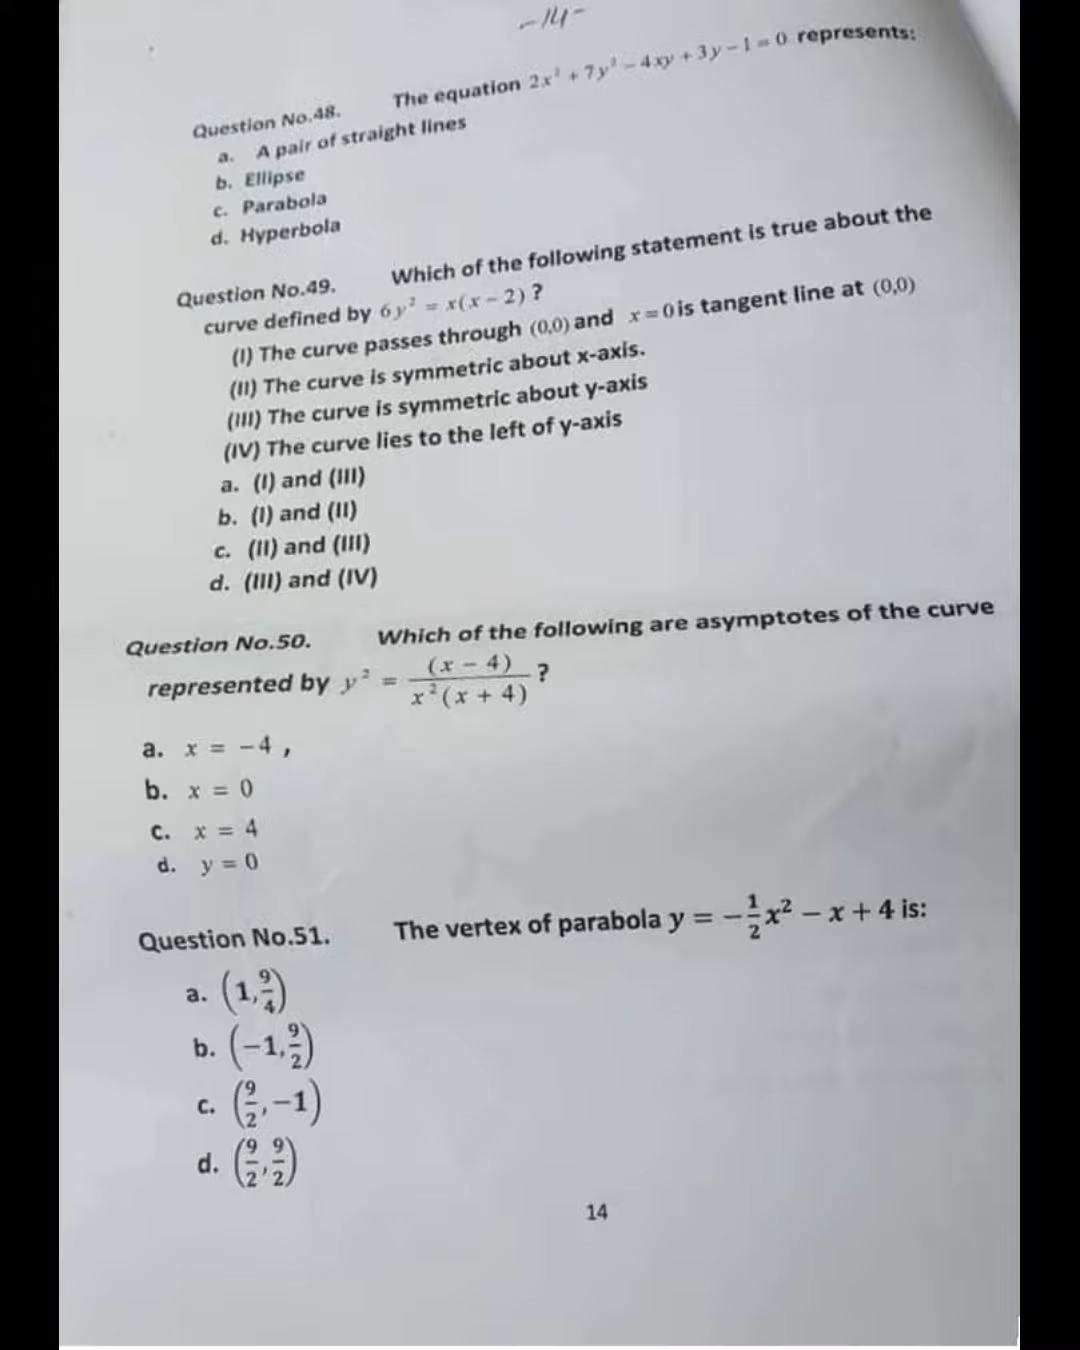 -14-
Question No.48. The equation 2x² + 7y² - 4xy + 3y - 1 = 0 represents:
a. A pair of straight lines
b. Ellipse
c. Parabola
d. Hyperbola
Question No.49. Which of the following statement is true about the
curve defined by 6y² = x(x - 2) ?
(I) The curve passes through (0,0) and x = 0 is tangent line at (0,0)
(II) The curve is symmetric about x-axis.
(III) The curve is symmetric about y-axis
(IV) The curve lies to the left of y-axis
a. (I) and (III)
b. (I) and (II)
c. (II) and (III)
d. (III) and (IV)
Question No.50. Which of the following are asymptotes of the curve
represented by y² = (x - 4) / x²(x + 4) ?
a. x = -4 ,
b. x = 0
c. x = 4
d. y = 0
Question No.51. The vertex of parabola y = -1/2 x² - x + 4 is:
a. (1, 9/4)
b. (-1, 9/2)
c. (9/2, -1)
d. (9/2, 9/2)
14